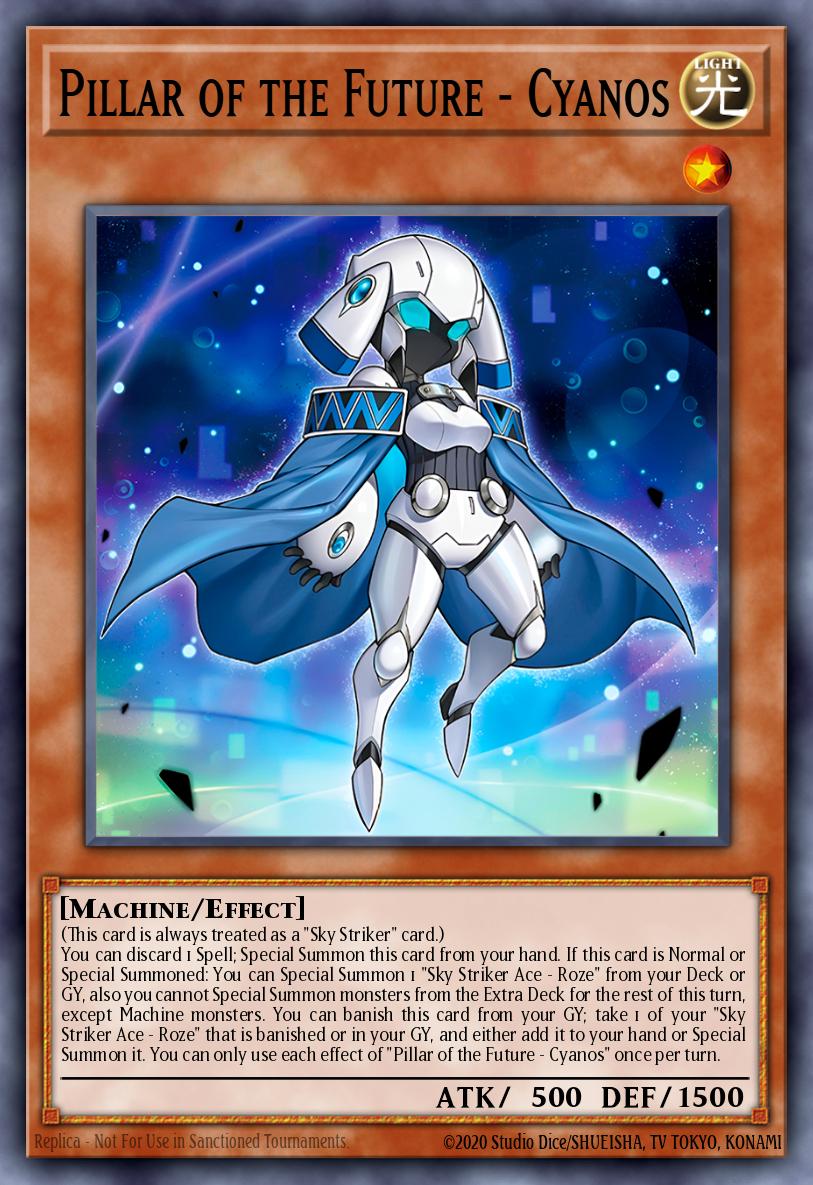 PILLAR OF THE FUTURE - CYANOS
LIGHT
光
[MACHINE/EFFECT]
(This card is always treated as a "Sky Striker" card.)
You can discard 1 Spell; Special Summon this card from your hand. If this card is Normal or
Special Summoned: You can Special Summon 1 "Sky Striker Ace - Roze" from your Deck or
GY, also you cannot Special Summon monsters from the Extra Deck for the rest of this turn,
except Machine monsters. You can banish this card from your GY; take 1 of your "Sky
Striker Ace - Roze" that is banished or in your GY, and either add it to your hand or Special
Summon it. You can only use each effect of "Pillar of the Future - Cyanos" once per turn.
ATK/ 500 DEF/1500
Replica - Not For Use in Sanctioned Tournaments.
©2020 Studio Dice/SHUEISHA, TV TOKYO, KONAMI